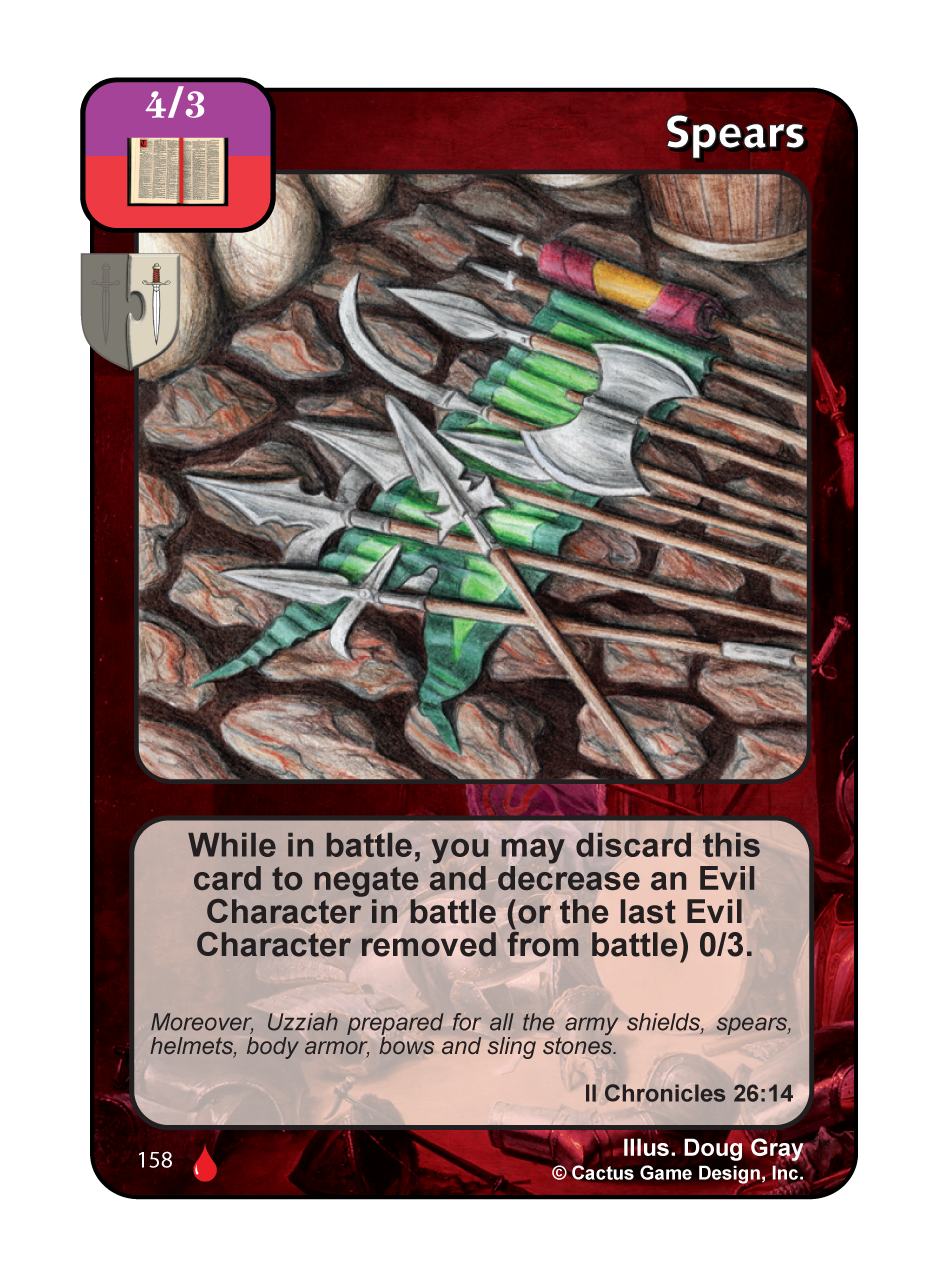 4/3
Spears
While in battle, you may discard this
card to negate and decrease an Evil
Character in battle (or the last Evil
Character removed from battle) 0/3.
Moreover, Uzziah prepared for all the army shields, spears,
helmets, body armor, bows and sling stones.
II Chronicles 26:14
158
Illus. Doug Gray
© Cactus Game Design, Inc.